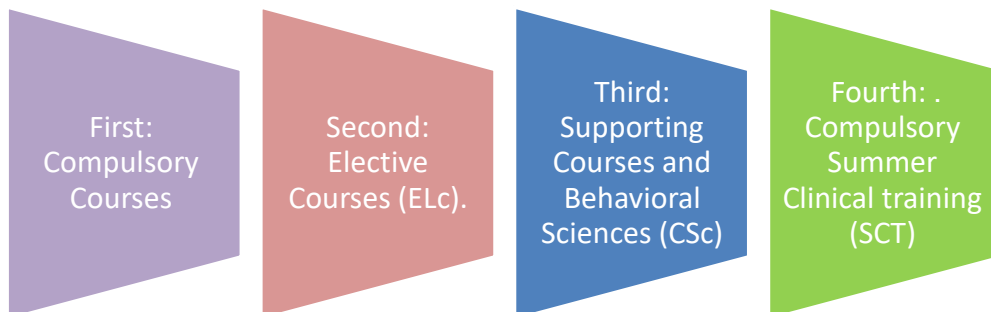 First:
Compulsory
Courses
Second:
Elective
Courses (ELc).
Third:
Supporting
Courses and
Behavioral
Sciences (CSc)
Fourth: .
Compulsory
Summer
Clinical training
(SCT)